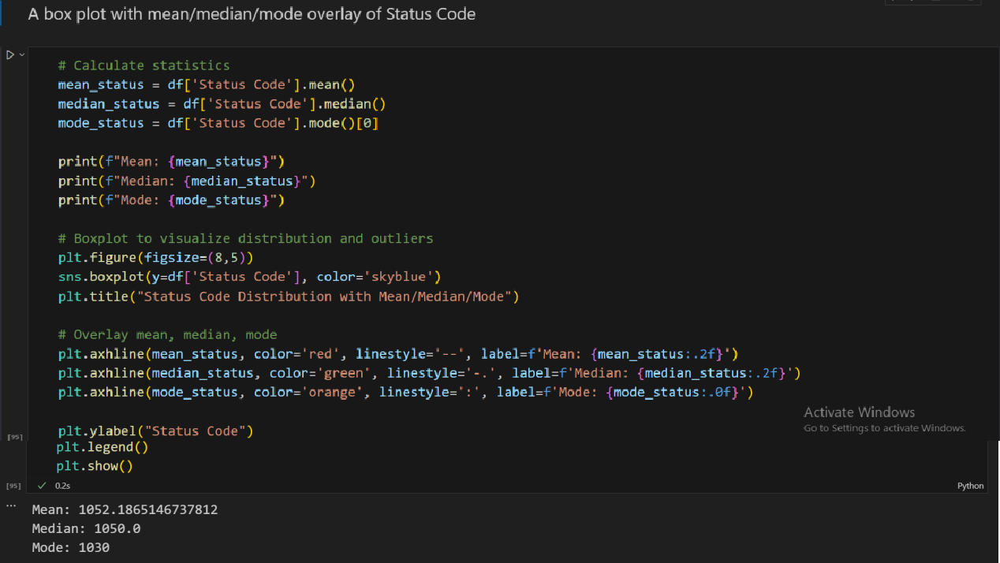 A box plot with mean/median/mode overlay of Status Code
# Calculate statistics
mean_status = df['Status Code'].mean()
median_status = df['Status Code'].median()
mode_status = df['Status Code'].mode()[0]
print(f"Mean: {mean_status}")
print(f"Median: {median_status}")
print(f"Mode: {mode_status}")
# Boxplot to visualize distribution and outliers
plt.figure(figsize=(8,5))
sns.boxplot(y=df['Status Code'], color='skyblue')
plt.title("Status Code Distribution with Mean/Median/Mode")
# Overlay mean, median, mode
plt.axhline(mean_status, color='red', linestyle='--', label=f'Mean: {mean_status:.2f}')
plt.axhline(median_status, color='green', linestyle='-.', label=f'Median: {median_status:.2f}')
plt.axhline(mode_status, color='orange', linestyle=':', label=f'Mode: {mode_status:.0f}')
Activate Windows
Go to Settings to activate Windows.
plt.ylabel("Status Code")
[95]
plt.legend()
plt.show()
[95] ✓ 0.2s Python
... Mean: 1052.1865146737812
Median: 1050.0
Mode: 1030